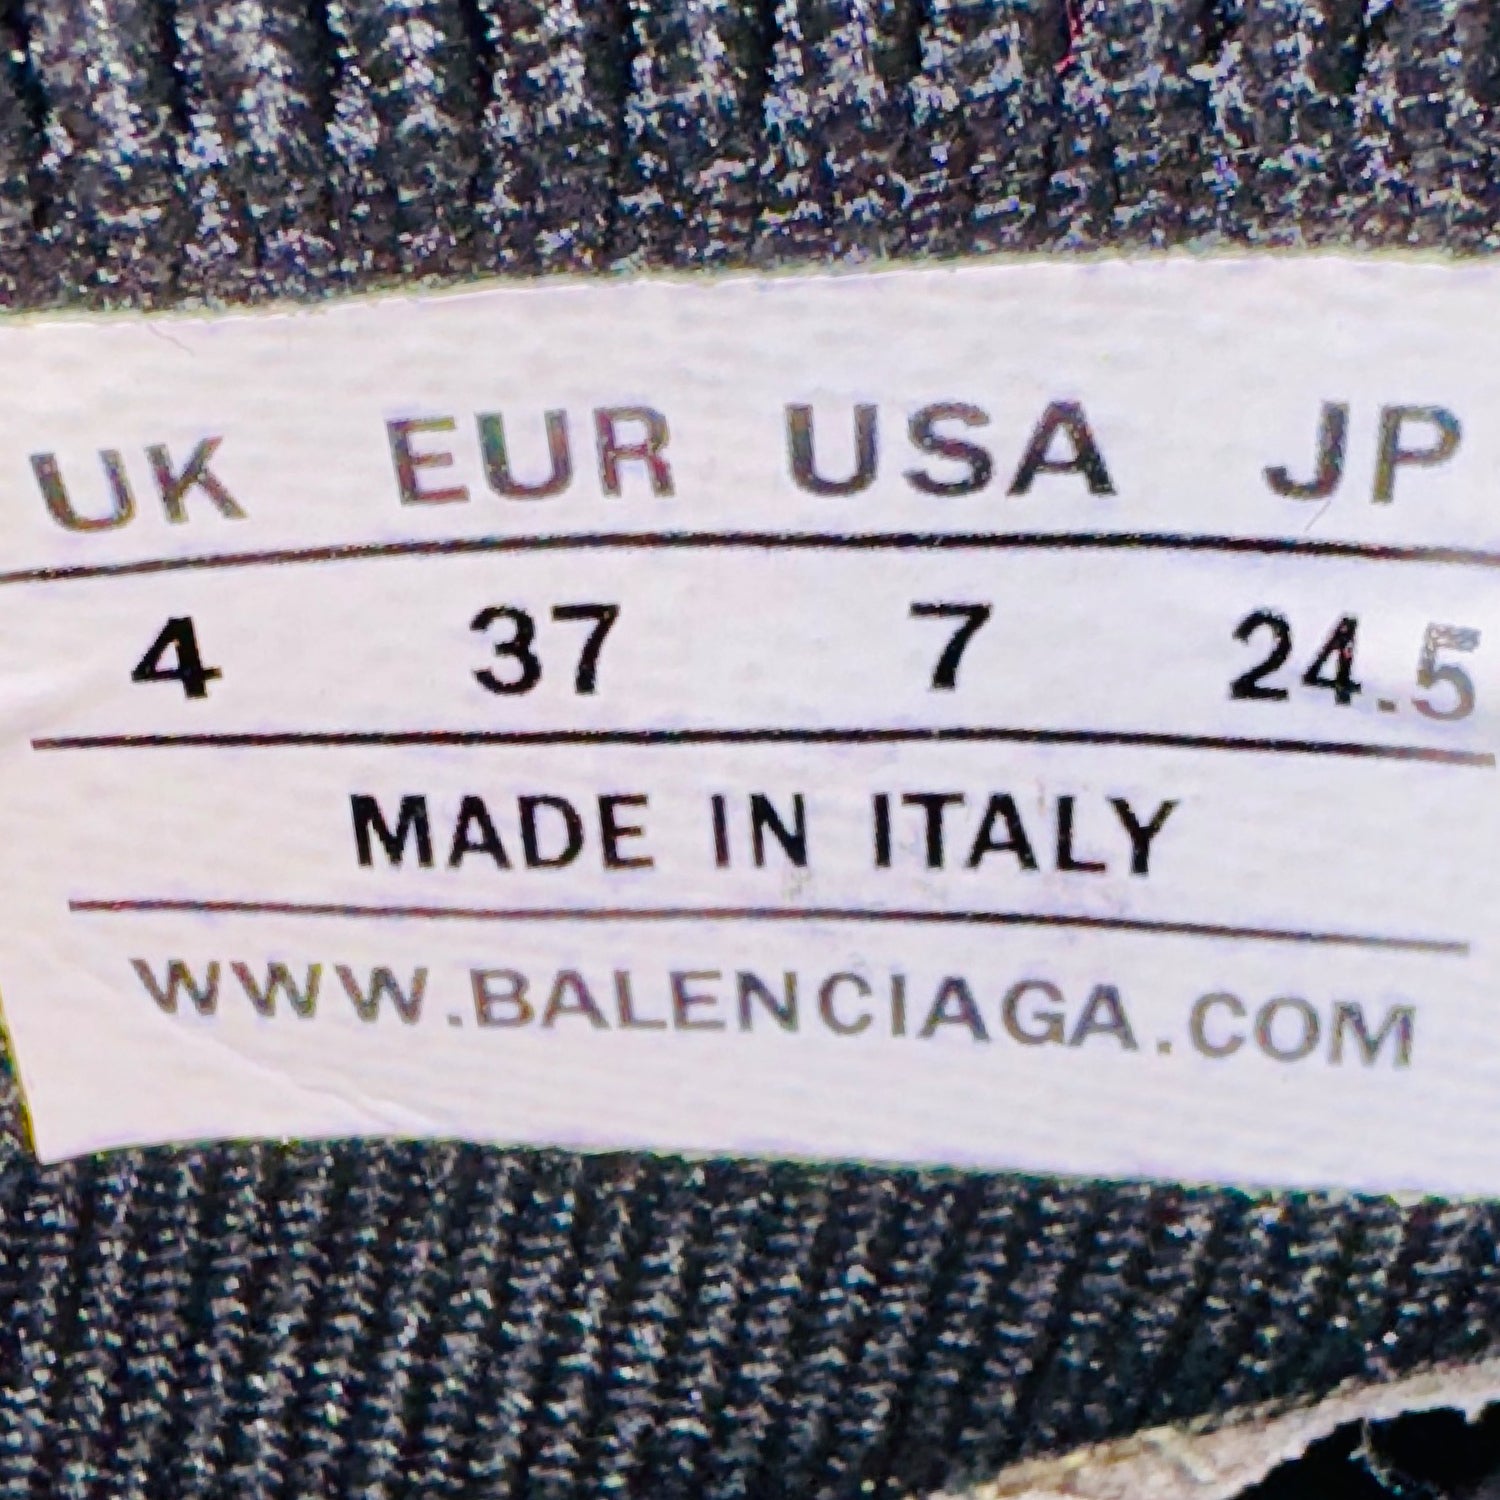 UK EUR USA JP
4 37 7 24.5
MADE IN ITALY
WWW.BALENCIAGA.COM